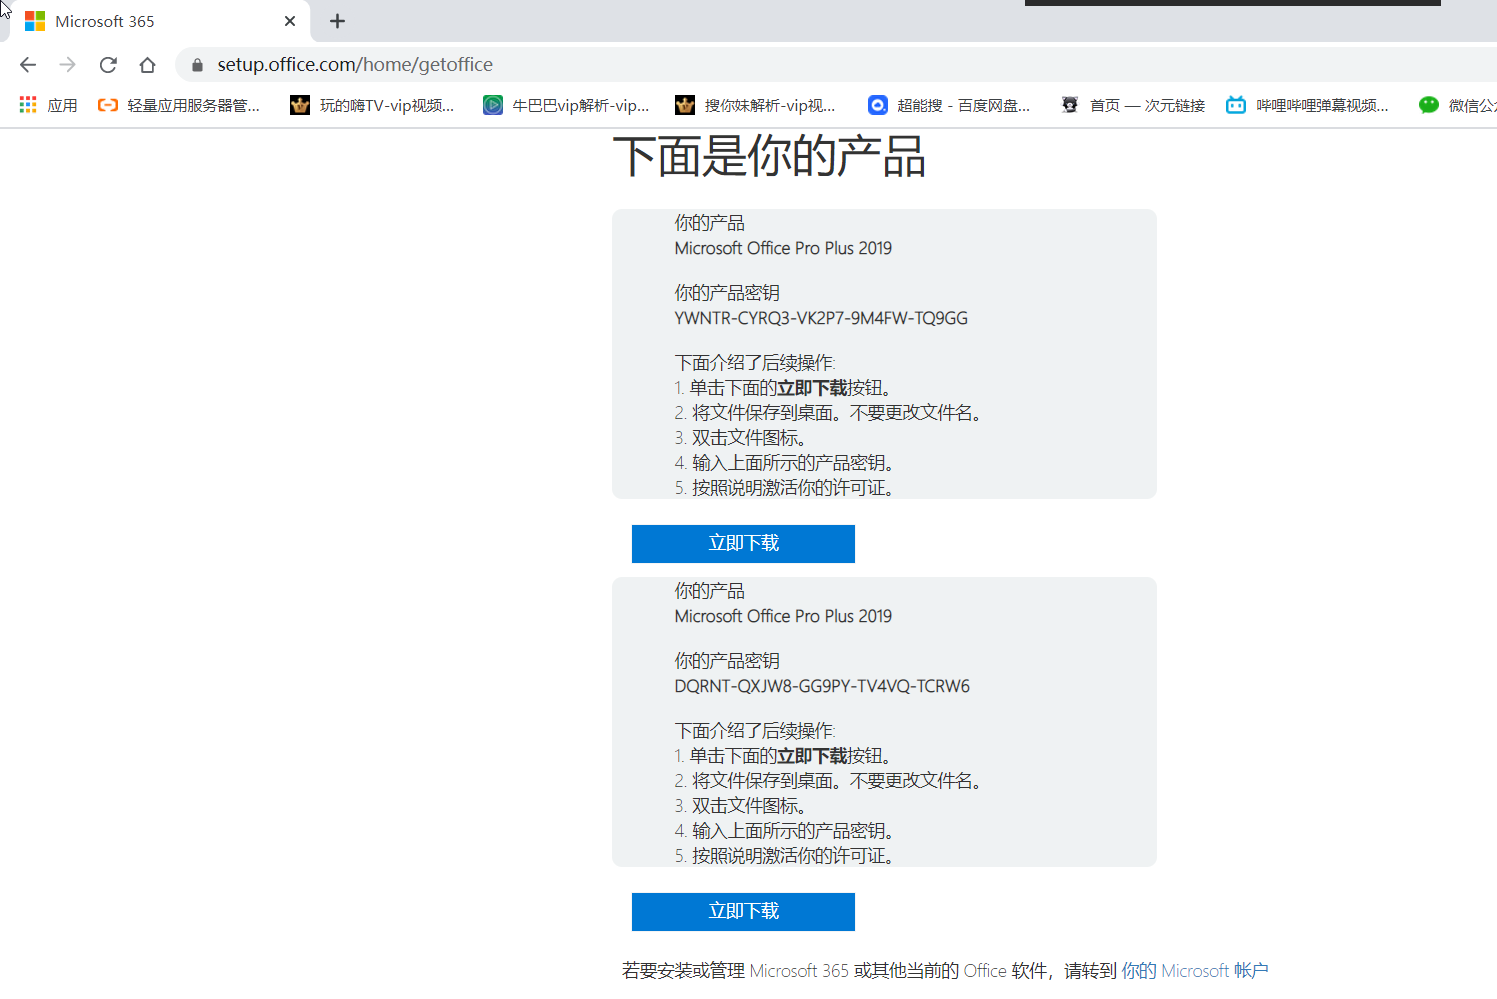 Microsoft 365
setup.office.com/home/getoffice
应用 轻量应用服务器管... 玩的嗨TV-vip视频... 牛巴巴vip解析-vip... 搜你妹解析-vip视... 超能搜 - 百度网盘... 首页 — 次元链接 哔哩哔哩弹幕视频... 微信公
下面是你的产品
你的产品
Microsoft Office Pro Plus 2019
你的产品密钥
YWNTR-CYRQ3-VK2P7-9M4FW-TQ9GG
下面介绍了后续操作:
1. 单击下面的立即下载按钮。
2. 将文件保存到桌面。不要更改文件名。
3. 双击文件图标。
4. 输入上面所示的产品密钥。
5. 按照说明激活你的许可证。
立即下载
你的产品
Microsoft Office Pro Plus 2019
你的产品密钥
DQRNT-QXJW8-GG9PY-TV4VQ-TCRW6
下面介绍了后续操作:
1. 单击下面的立即下载按钮。
2. 将文件保存到桌面。不要更改文件名。
3. 双击文件图标。
4. 输入上面所示的产品密钥。
5. 按照说明激活你的许可证。
立即下载
若要安装或管理 Microsoft 365 或其他当前的 Office 软件，请转到 你的 Microsoft 帐户